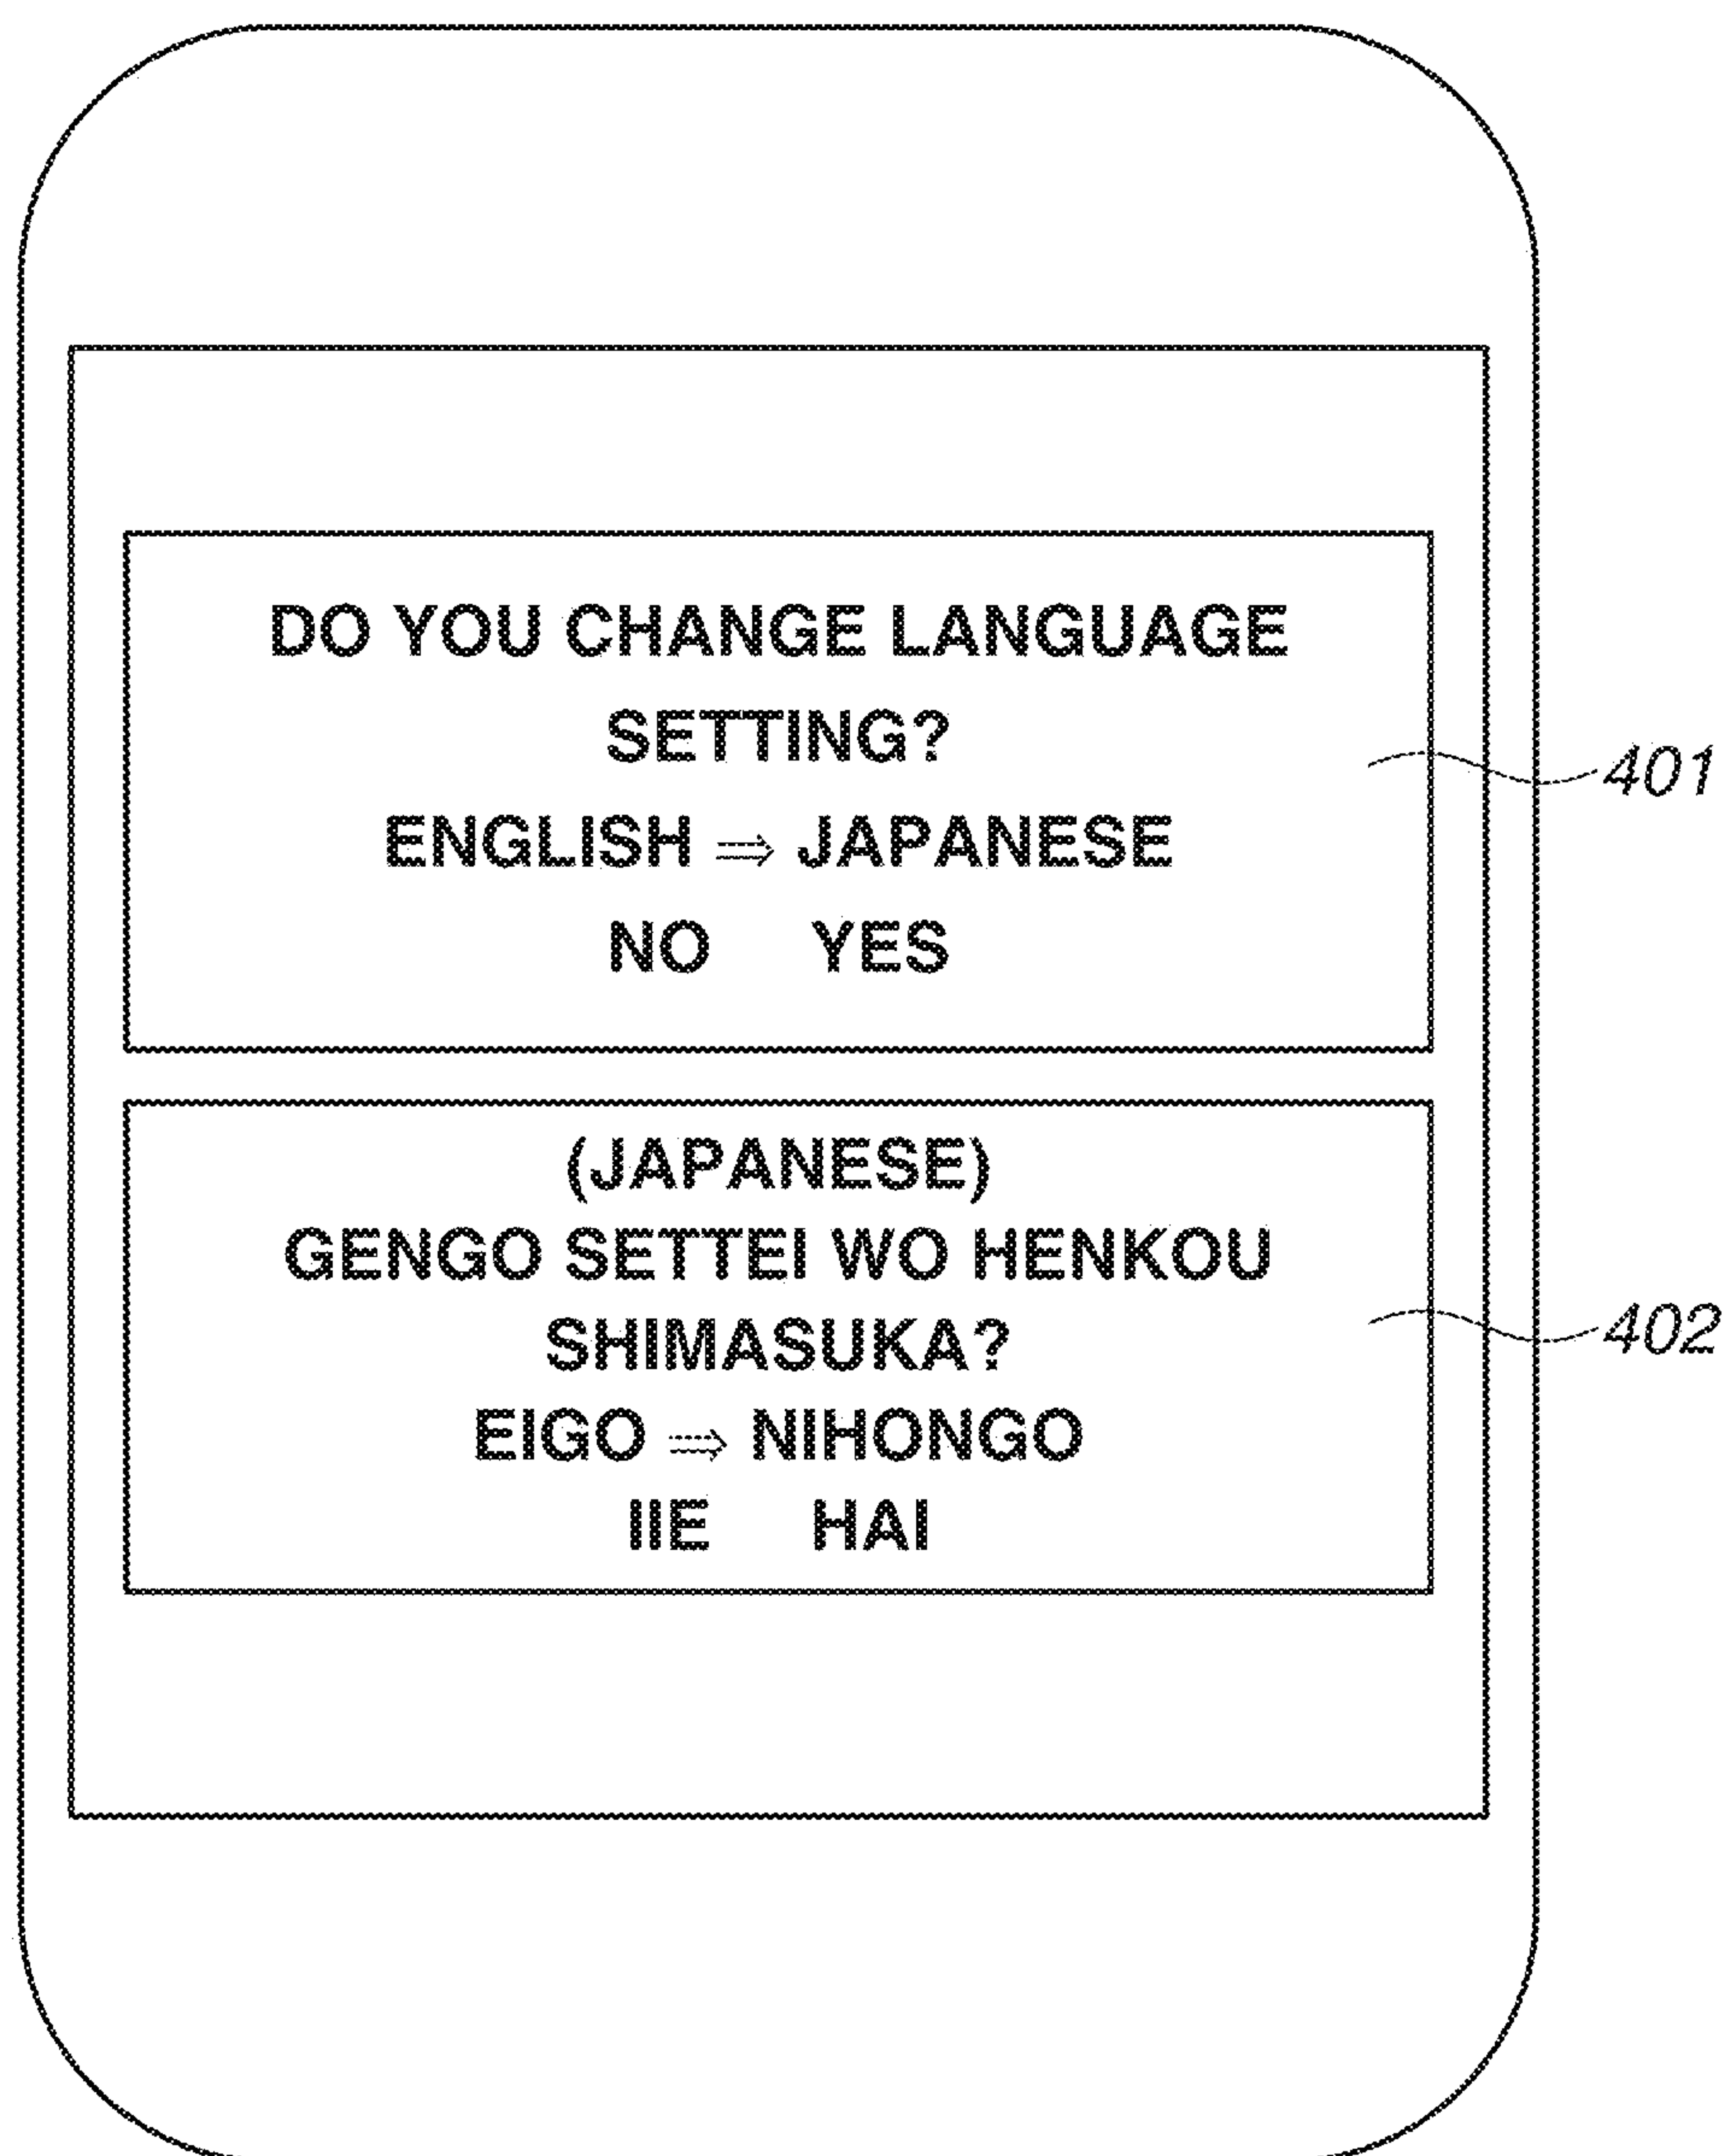 DO YOU CHANGE LANGUAGE
SETTING?
ENGLISH ⇒ JAPANESE
NO YES
401
(JAPANESE)
GENGO SETTEI WO HENKOU
SHIMASUKA?
EIGO ⇒ NIHONGO
IIE HAI
402